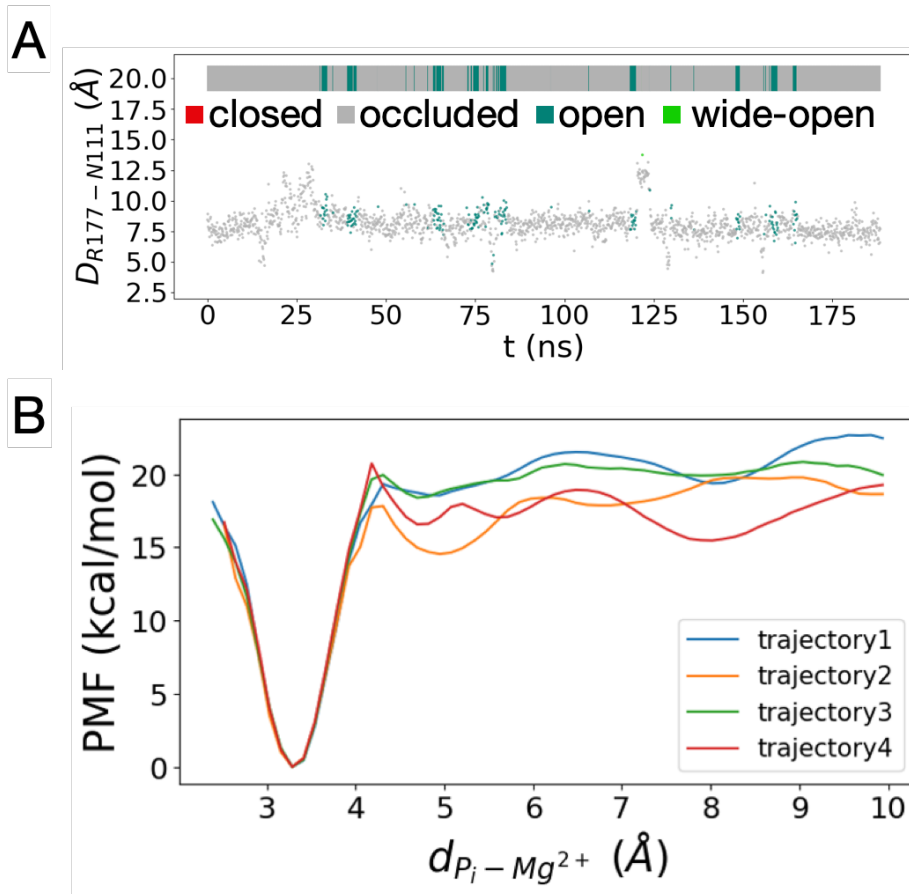 A
D_{R177-N111} (Å)
20.0
17.5
15.0
12.5
10.0
7.5
5.0
2.5
closed occluded open wide-open
0 25 50 75 100 125 150 175
t (ns)
B
PMF (kcal/mol)
20
15
10
5
0
trajectory1
trajectory2
trajectory3
trajectory4
3 4 5 6 7 8 9 10
d_{P_i-Mg^{2+}} (Å)